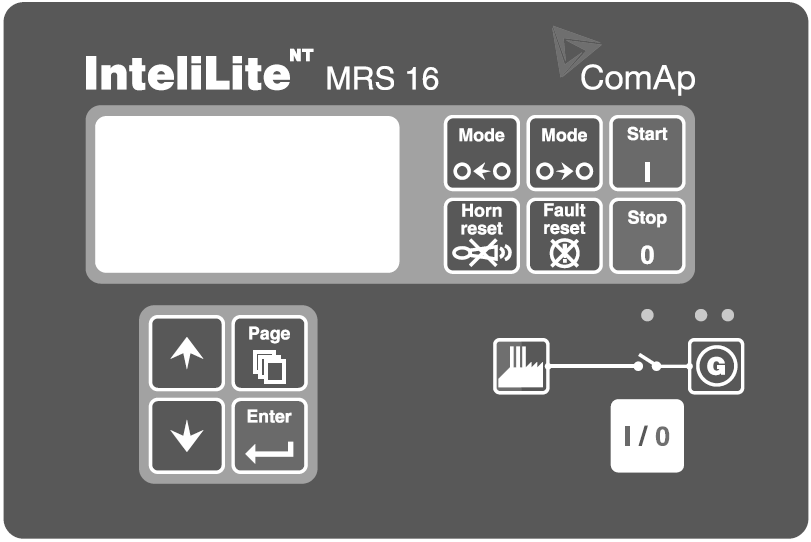 InteliLite NT MRS 16
ComAp
Mode
Mode
Start
I
Horn
reset
Fault
reset
Stop
0
Page
Enter
G
I / 0